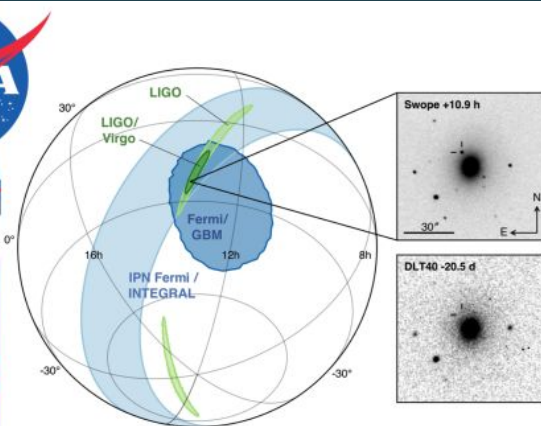 A
30°
LIGO
LIGO/
Virgo
0°
16h
Fermi/
GBM
12h
8h
IPN Fermi /
INTEGRAL
-30°
-30°
Swope +10.9 h
30"
N
E
DLT40 -20.5 d